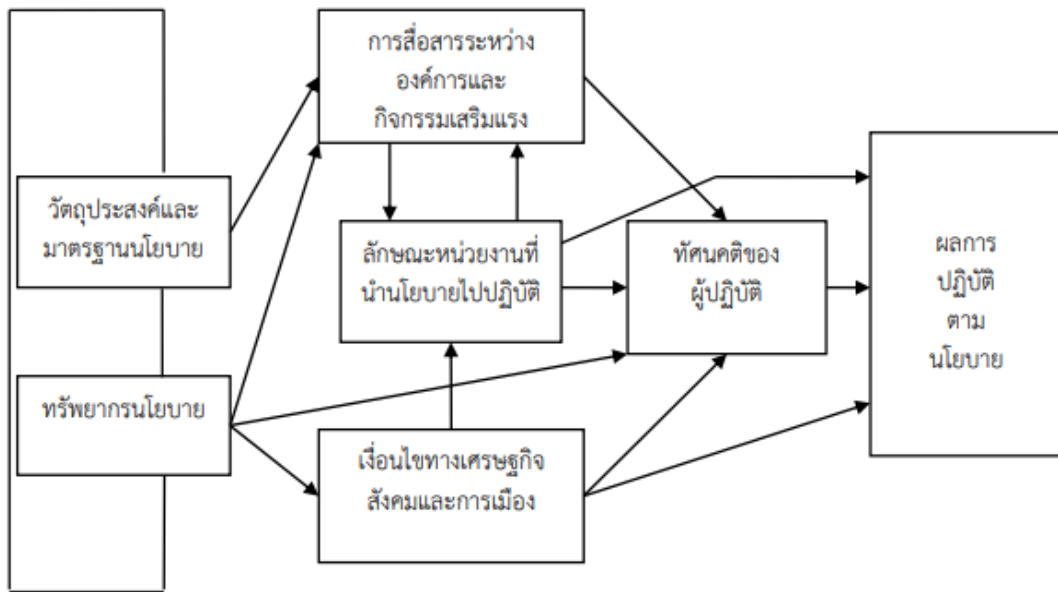 การสื่อสารระหว่าง
องค์การและ
กิจกรรมเสริมแรง
วัตถุประสงค์และ
มาตรฐานนโยบาย
ลักษณะหน่วยงานที่
นำนโยบายไปปฏิบัติ
ทัศนคติของ
ผู้ปฏิบัติ
ผลการ
ปฏิบัติ
ตาม
นโยบาย
ทรัพยากรนโยบาย
เงื่อนไขทางเศรษฐกิจ
สังคมและการเมือง